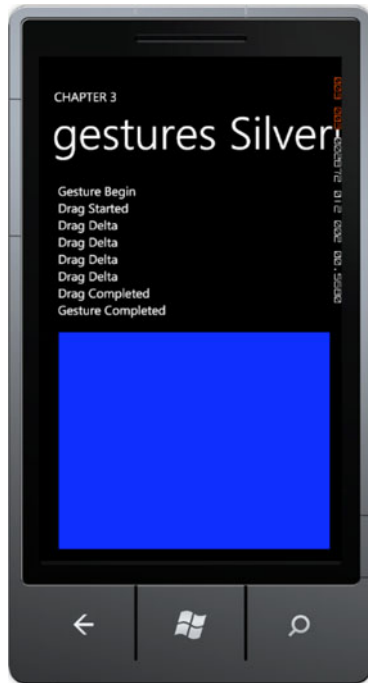 CHAPTER 3
gestures Silver
Gesture Begin
Drag Started
Drag Delta
Drag Delta
Drag Delta
Drag Delta
Drag Completed
Gesture Completed